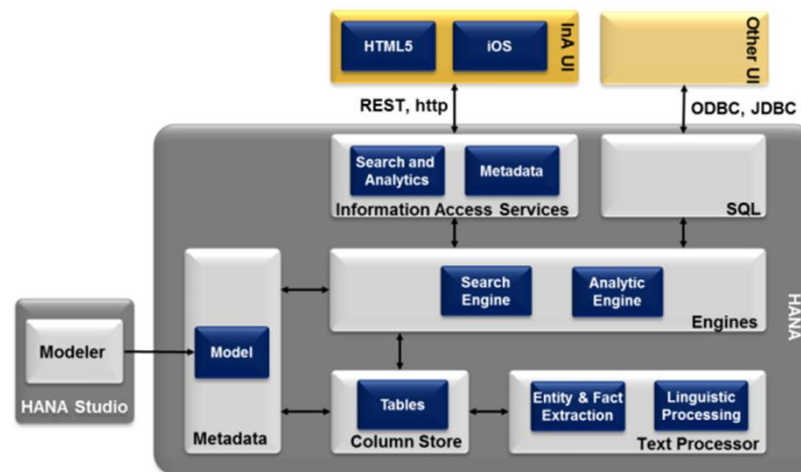 HTML5
iOS
InA UI
Other UI
REST, http
ODBC, JDBC
Search and
Analytics
Metadata
Information Access Services
SQL
Search
Engine
Analytic
Engine
Engines
HANA
Modeler
HANA Studio
Model
Metadata
Tables
Column Store
Entity & Fact
Extraction
Linguistic
Processing
Text Processor